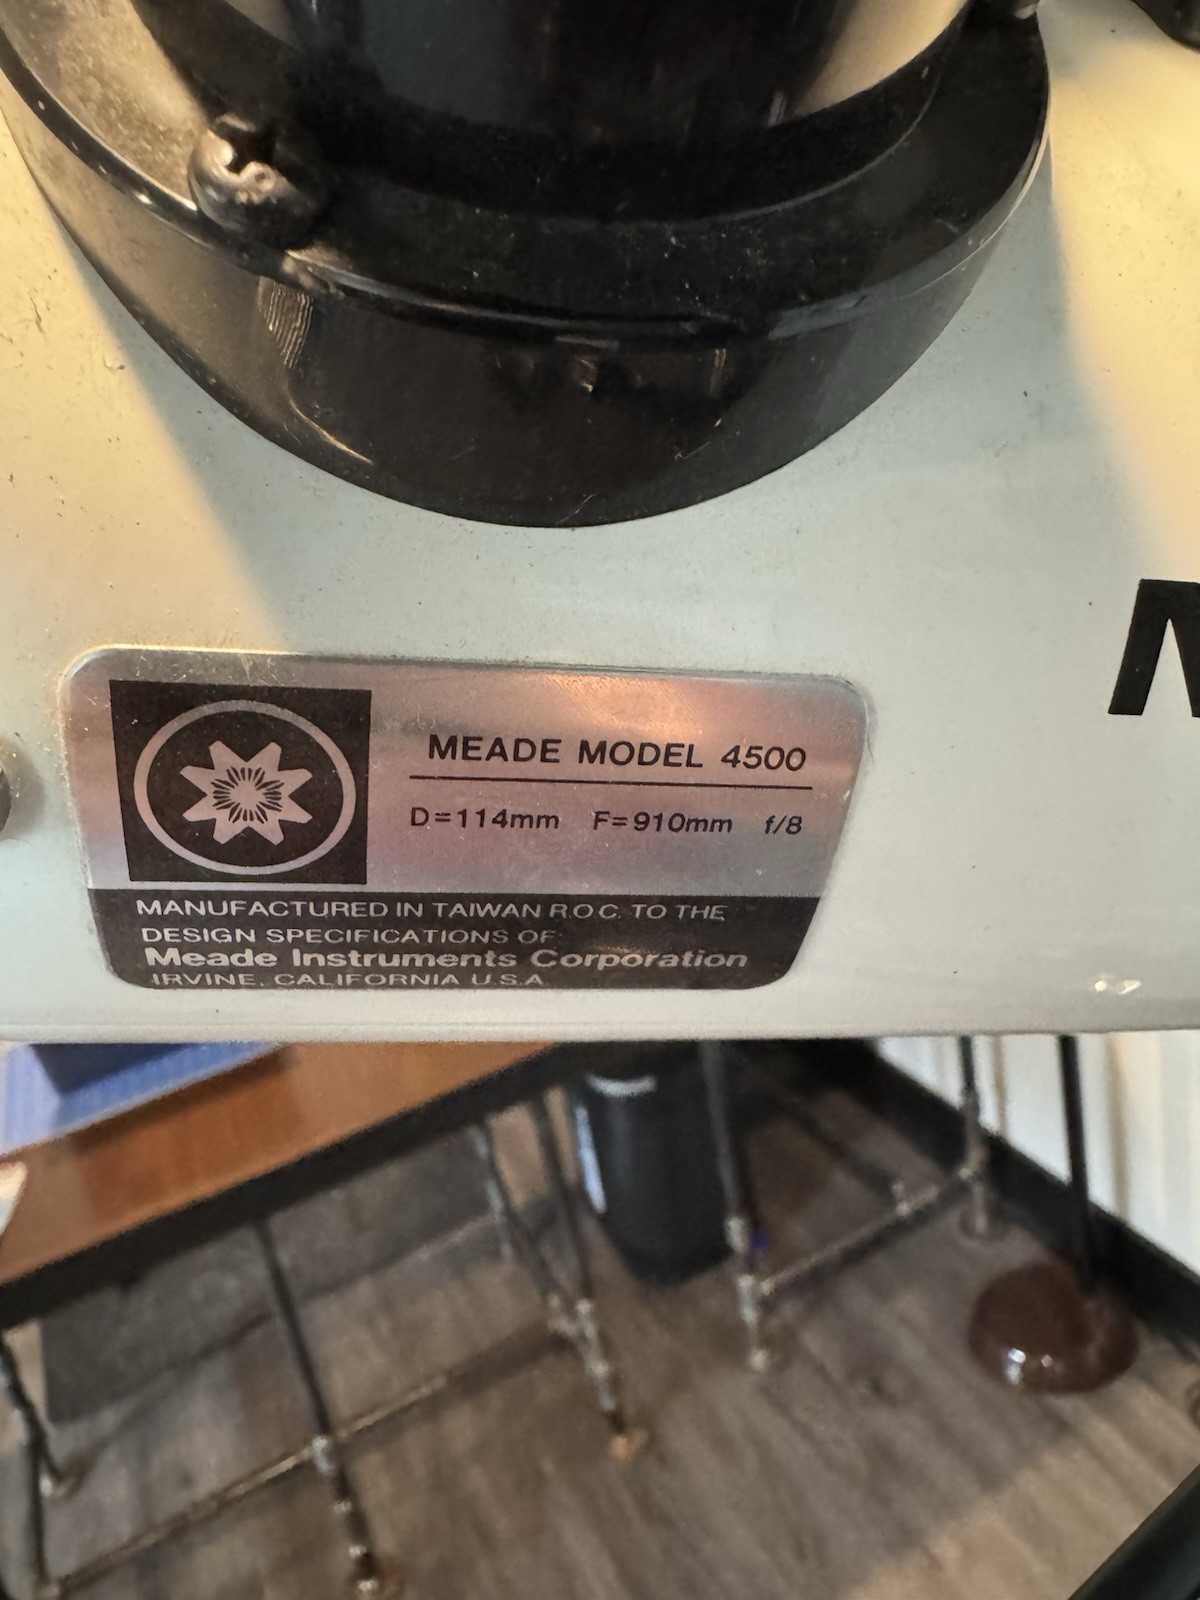 MEADE MODEL 4500
D=114mm F=910mm f/8
MANUFACTURED IN TAIWAN R.O.C. TO THE
DESIGN SPECIFICATIONS OF:
Meade Instruments Corporation
IRVINE, CALIFORNIA U.S.A.